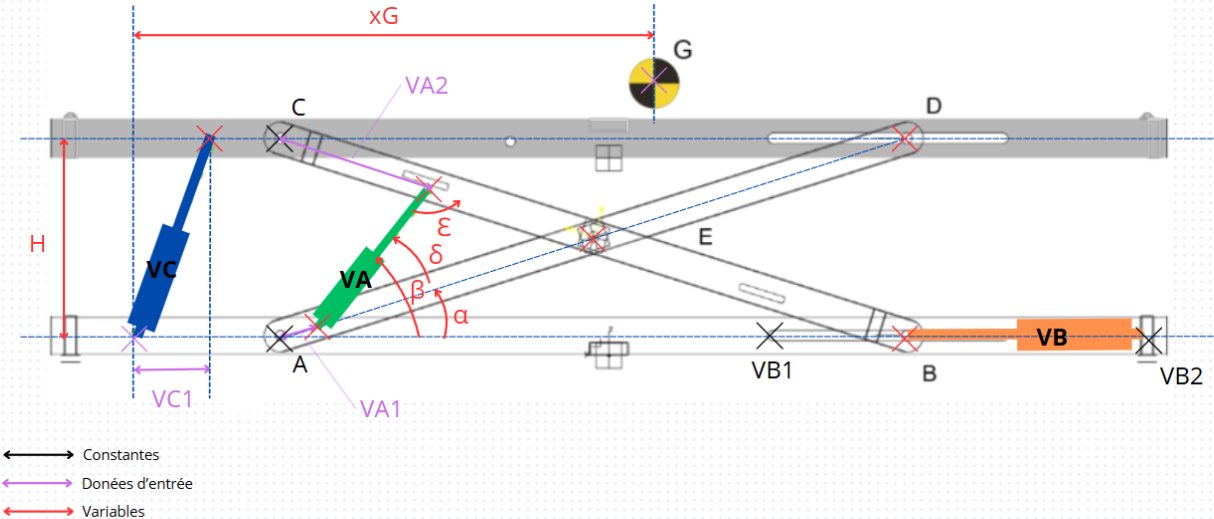 xG
G
VA2
C
D
H
VC
VA
ε
δ
β
α
E
A
VB1
VB
B
VB2
VC1
VA1
Constantes
Donées d'entrée
Variables